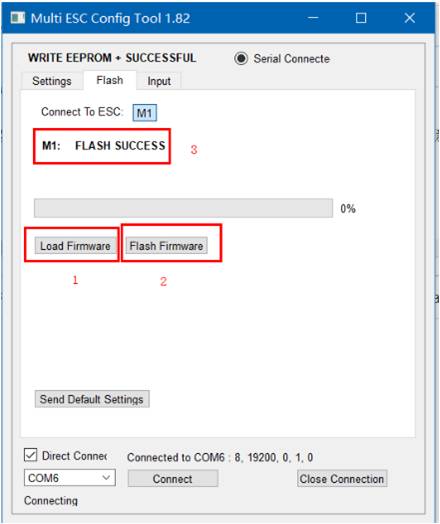 Multi ESC Config Tool 1.82
WRITE EEPROM + SUCCESSFUL
Serial Connecte
Settings Flash Input
Connect To ESC: M1
M1: FLASH SUCCESS
3
0%
Load Firmware Flash Firmware
1 2
Send Default Settings
Direct Connec Connected to COM6 : 8, 19200, 0, 1, 0
COM6 Connect Close Connection
Connecting